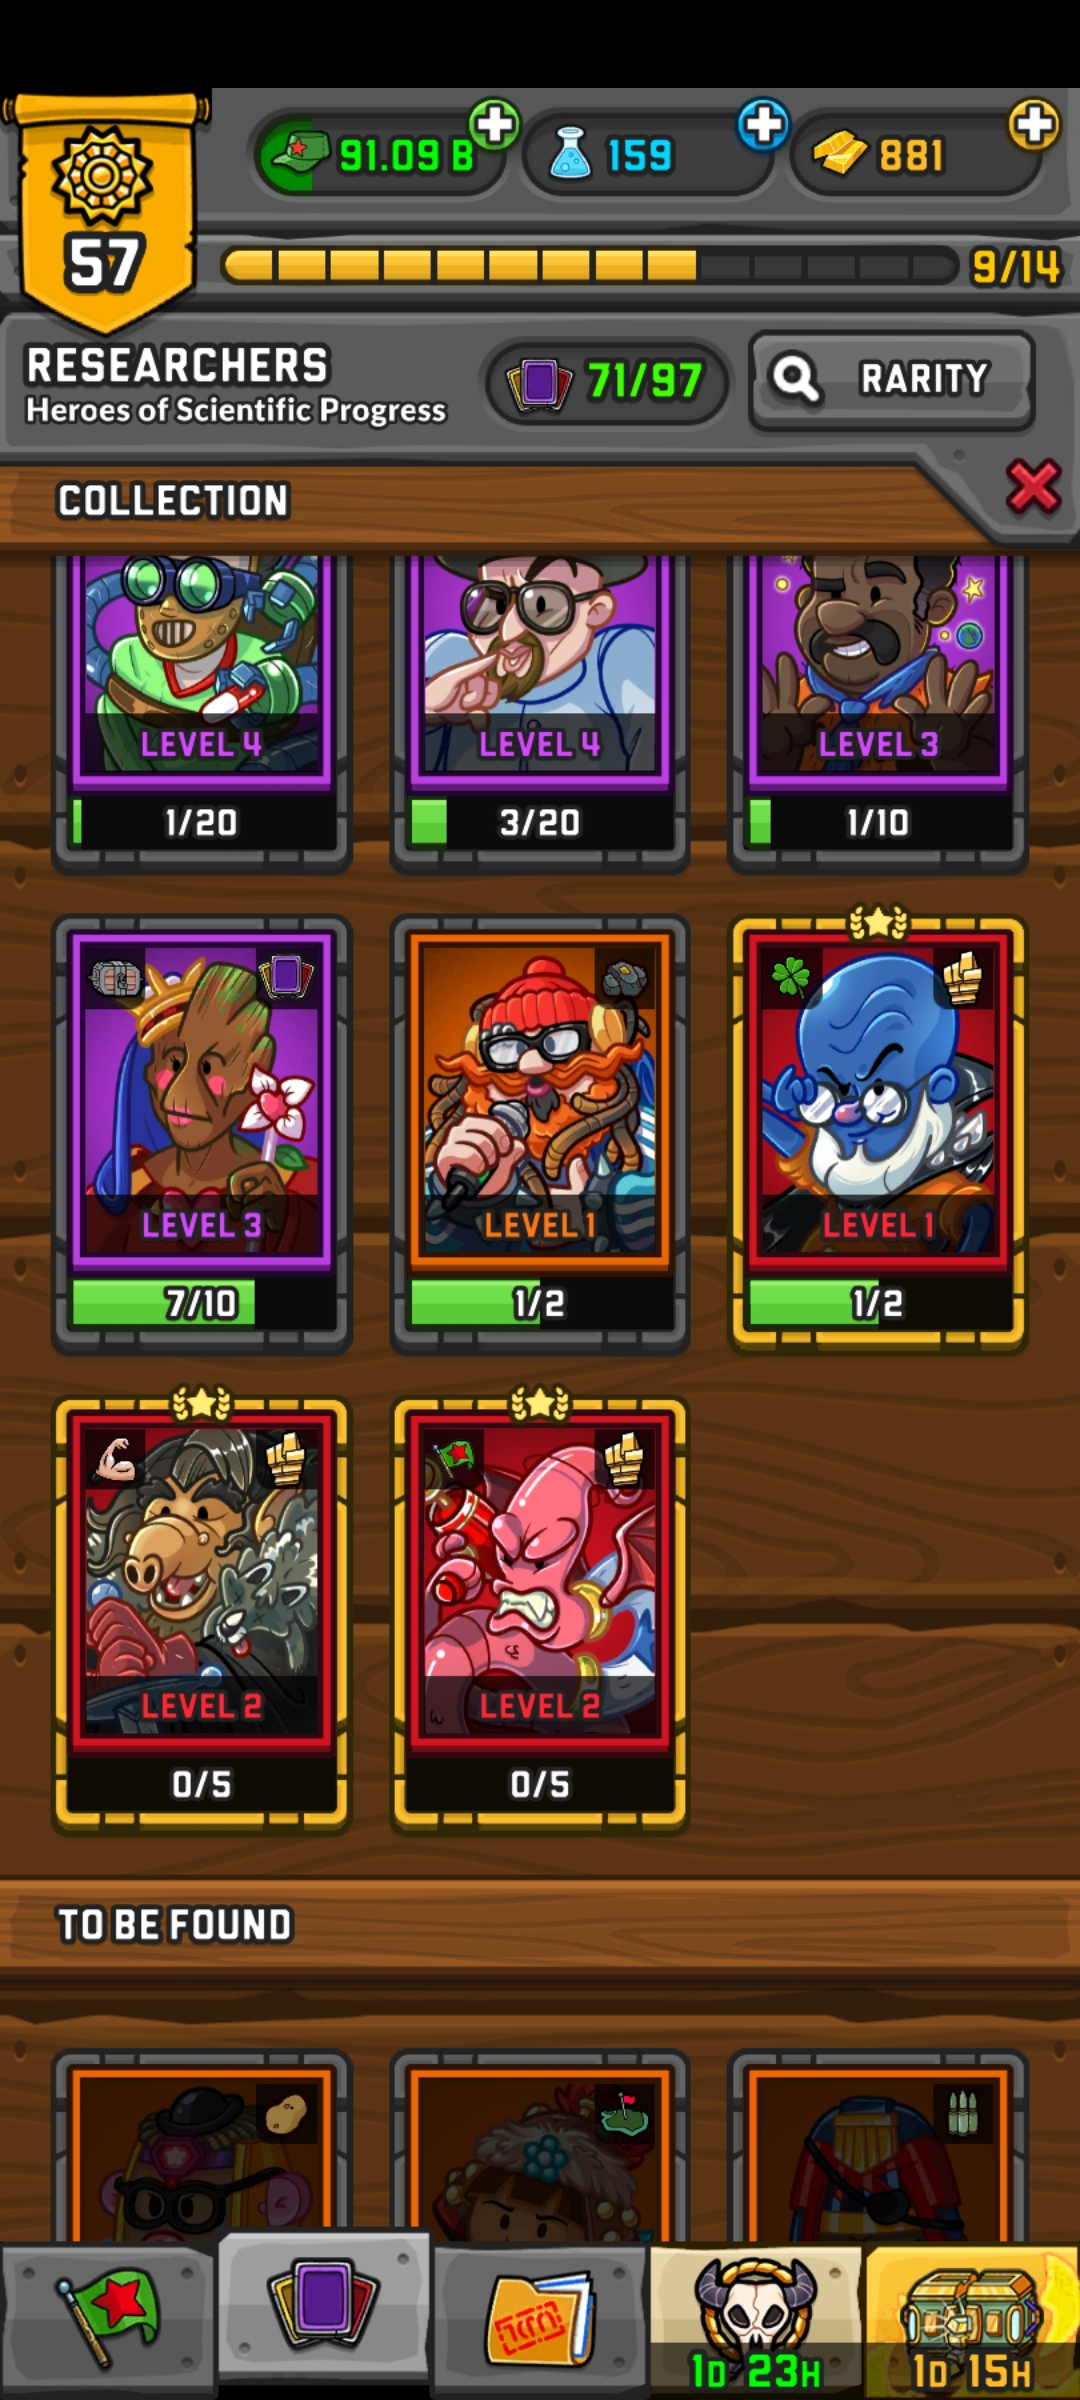 91.09 B
159
881
57
9/14
RESEARCHERS
Heroes of Scientific Progress
71/97
RARITY
COLLECTION
LEVEL 4
LEVEL 4
LEVEL 3
1/20
3/20
1/10
LEVEL 3
LEVEL 1
LEVEL 1
7/10
1/2
1/2
LEVEL 2
LEVEL 2
0/5
0/5
TO BE FOUND
1D 23H
1D 15H